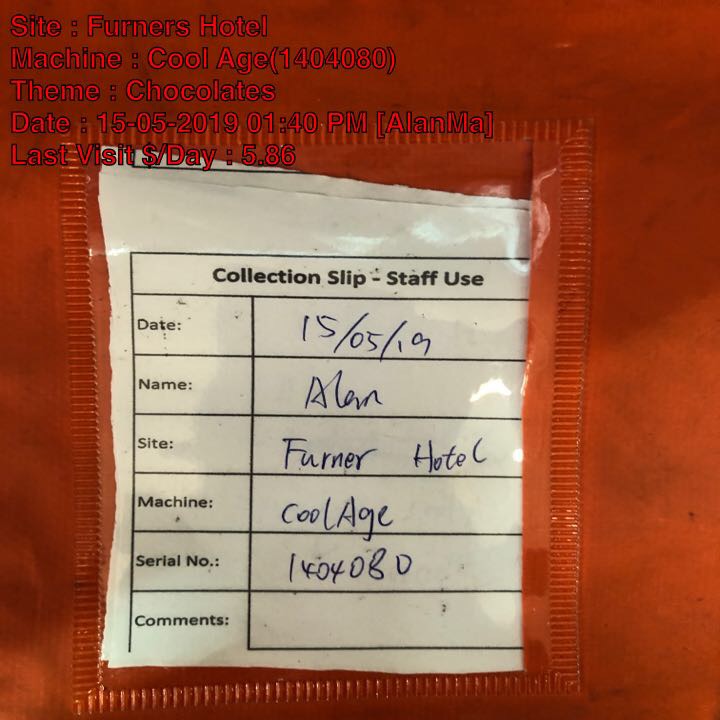 Site : Furners Hotel
Machine : Cool Age(1404080)
Theme : Chocolates
Date : 15-05-2019 01:40 PM [AlanMa]
Last Visit $/Day : 5.86
Collection Slip - Staff Use
Date: 15/05/19
Name: Alan
Site: Furner Hotel
Machine: CoolAge
Serial No.: 1404080
Comments: